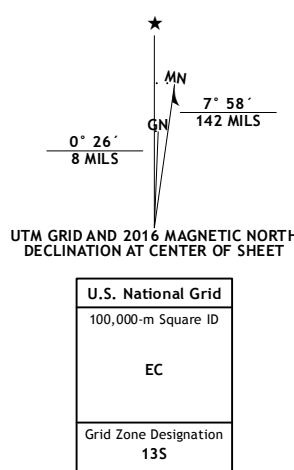 ★
MN
GN
7° 58´
142 MILS
0° 26´
8 MILS
UTM GRID AND 2016 MAGNETIC NORTH
DECLINATION AT CENTER OF SHEET
U.S. National Grid
100,000-m Square ID
EC
Grid Zone Designation
13S